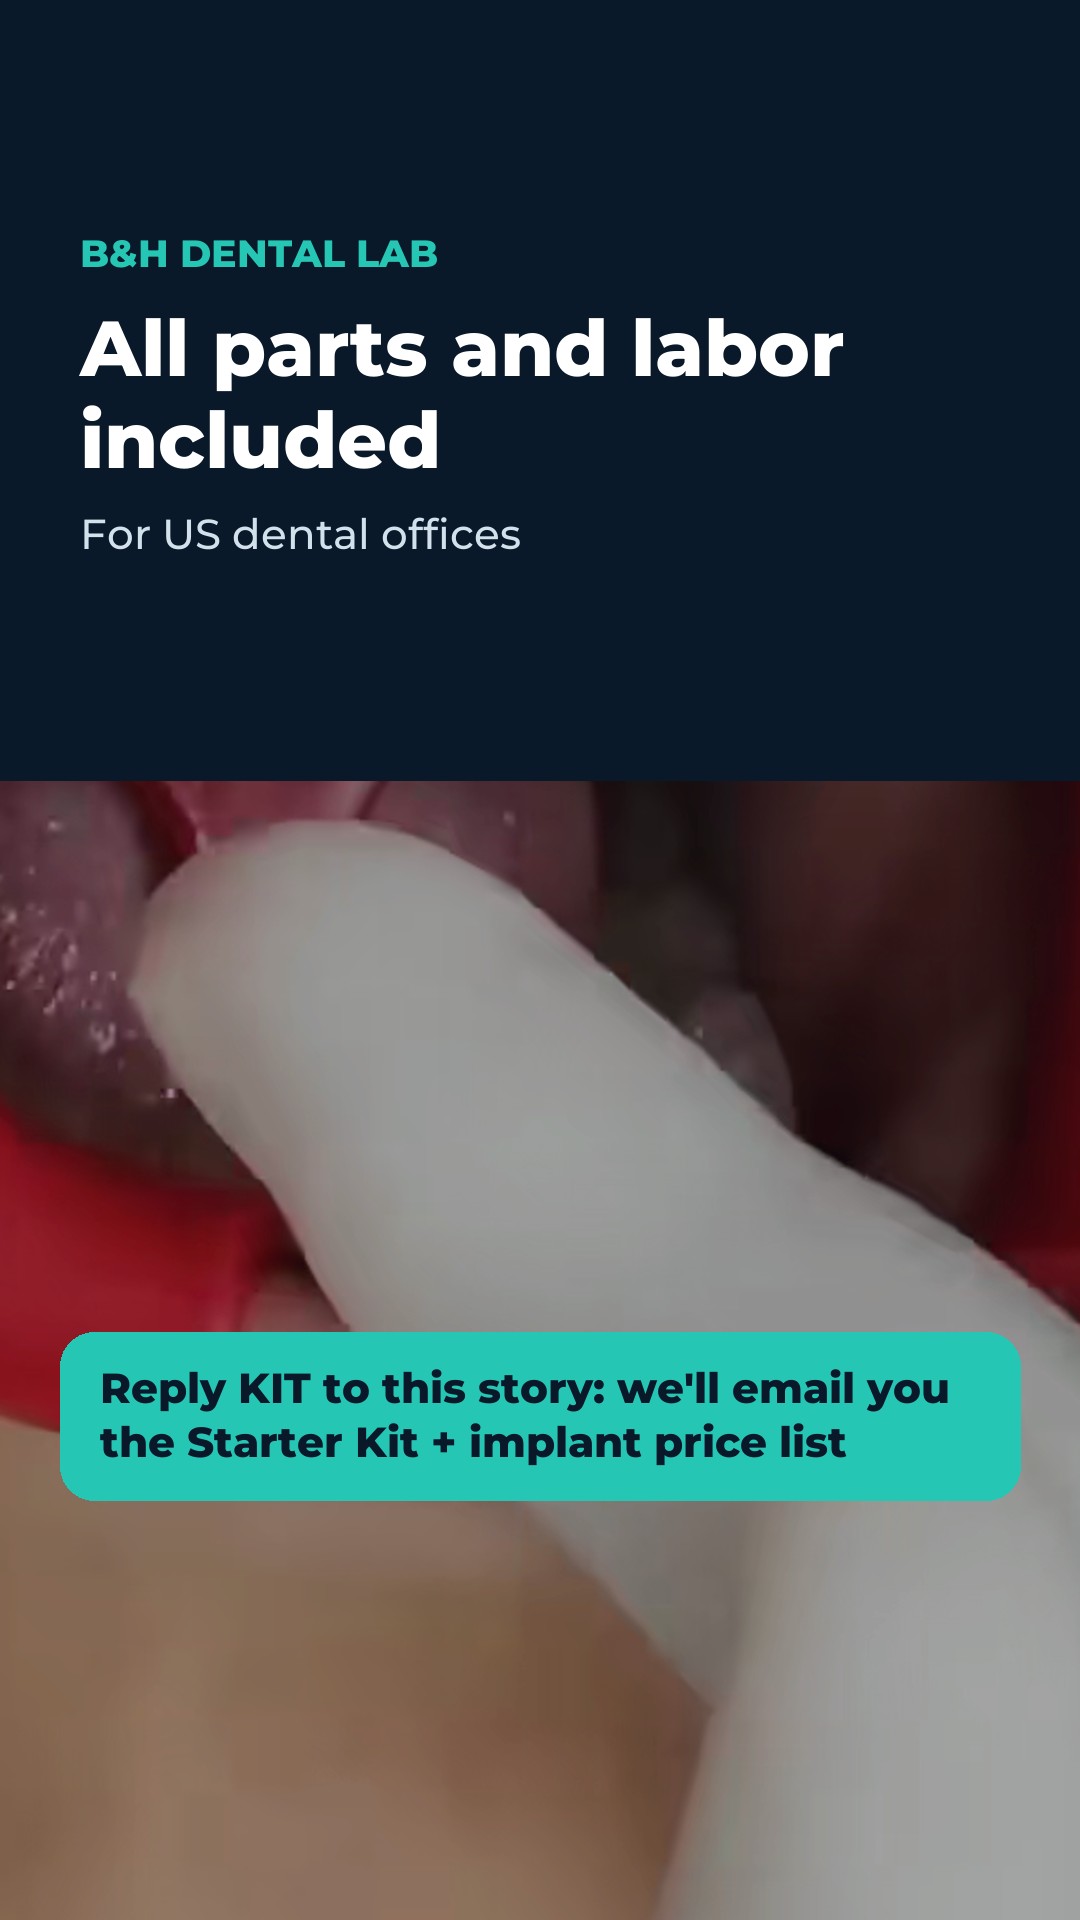 B&H DENTAL LAB
All parts and labor
included
For US dental offices
Reply KIT to this story: we'll email you
the Starter Kit + implant price list